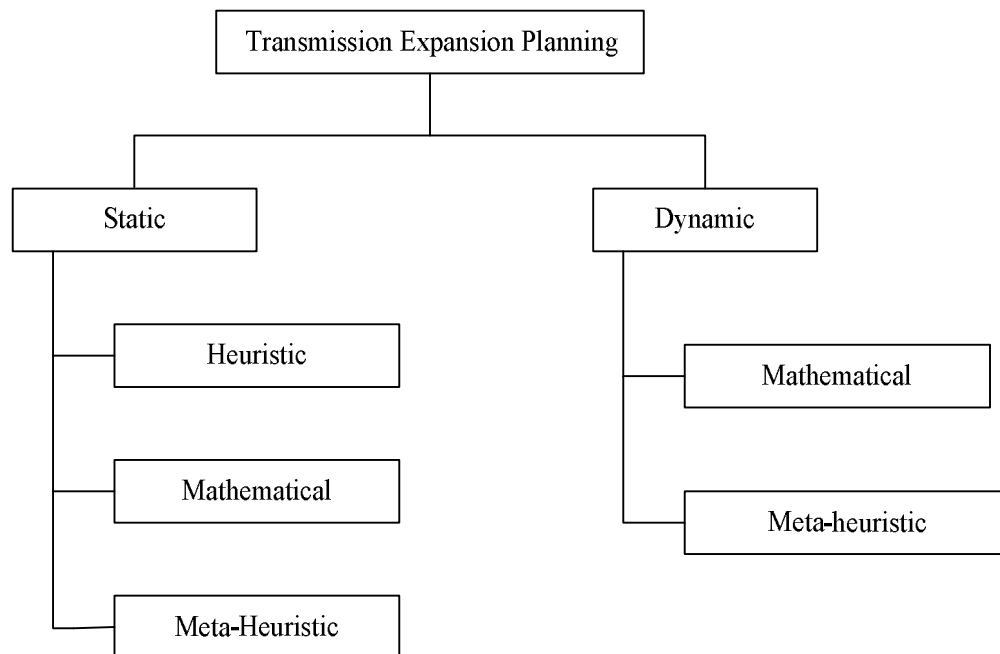 Transmission Expansion Planning
Static
Dynamic
Heuristic
Mathematical
Meta-Heuristic
Mathematical
Meta-heuristic